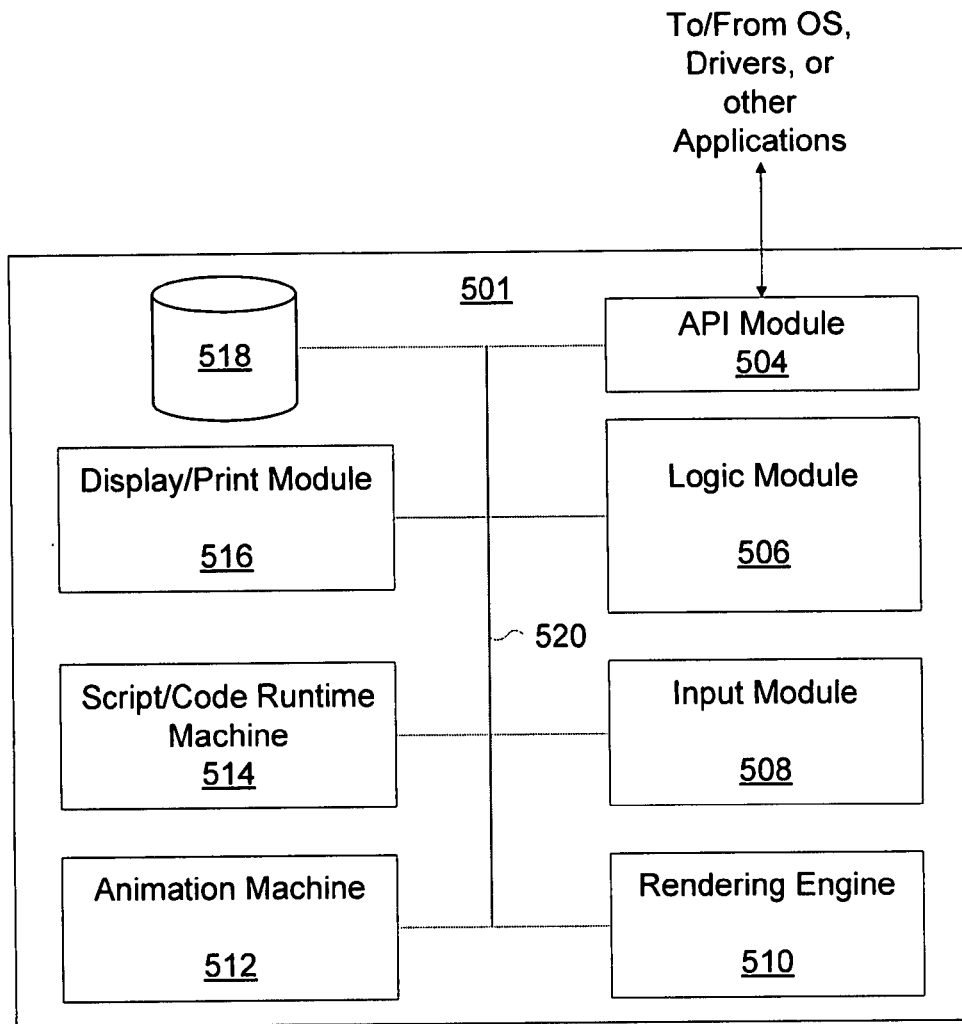 To/From OS,
Drivers, or
other
Applications
501
518
API Module
504
Display/Print Module
516
Logic Module
506
520
Script/Code Runtime
Machine
514
Input Module
508
Animation Machine
512
Rendering Engine
510